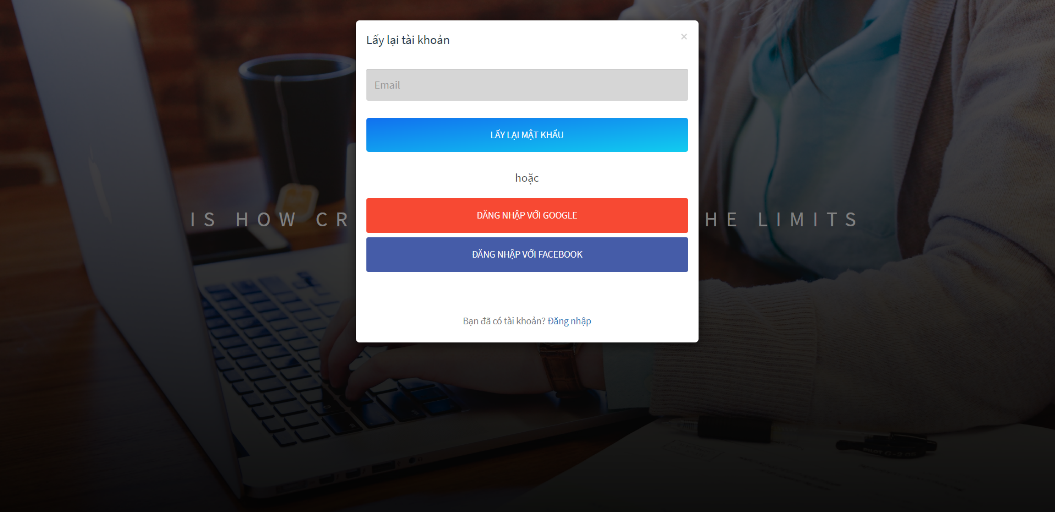 Lấy lại tài khoản
×
Email
LẤY LẠI MẬT KHẨU
hoặc
IS HOW CR
HE LIMITS
ĐĂNG NHẬP VỚI GOOGLE
ĐĂNG NHẬP VỚI FACEBOOK
Bạn đã có tài khoản? Đăng nhập